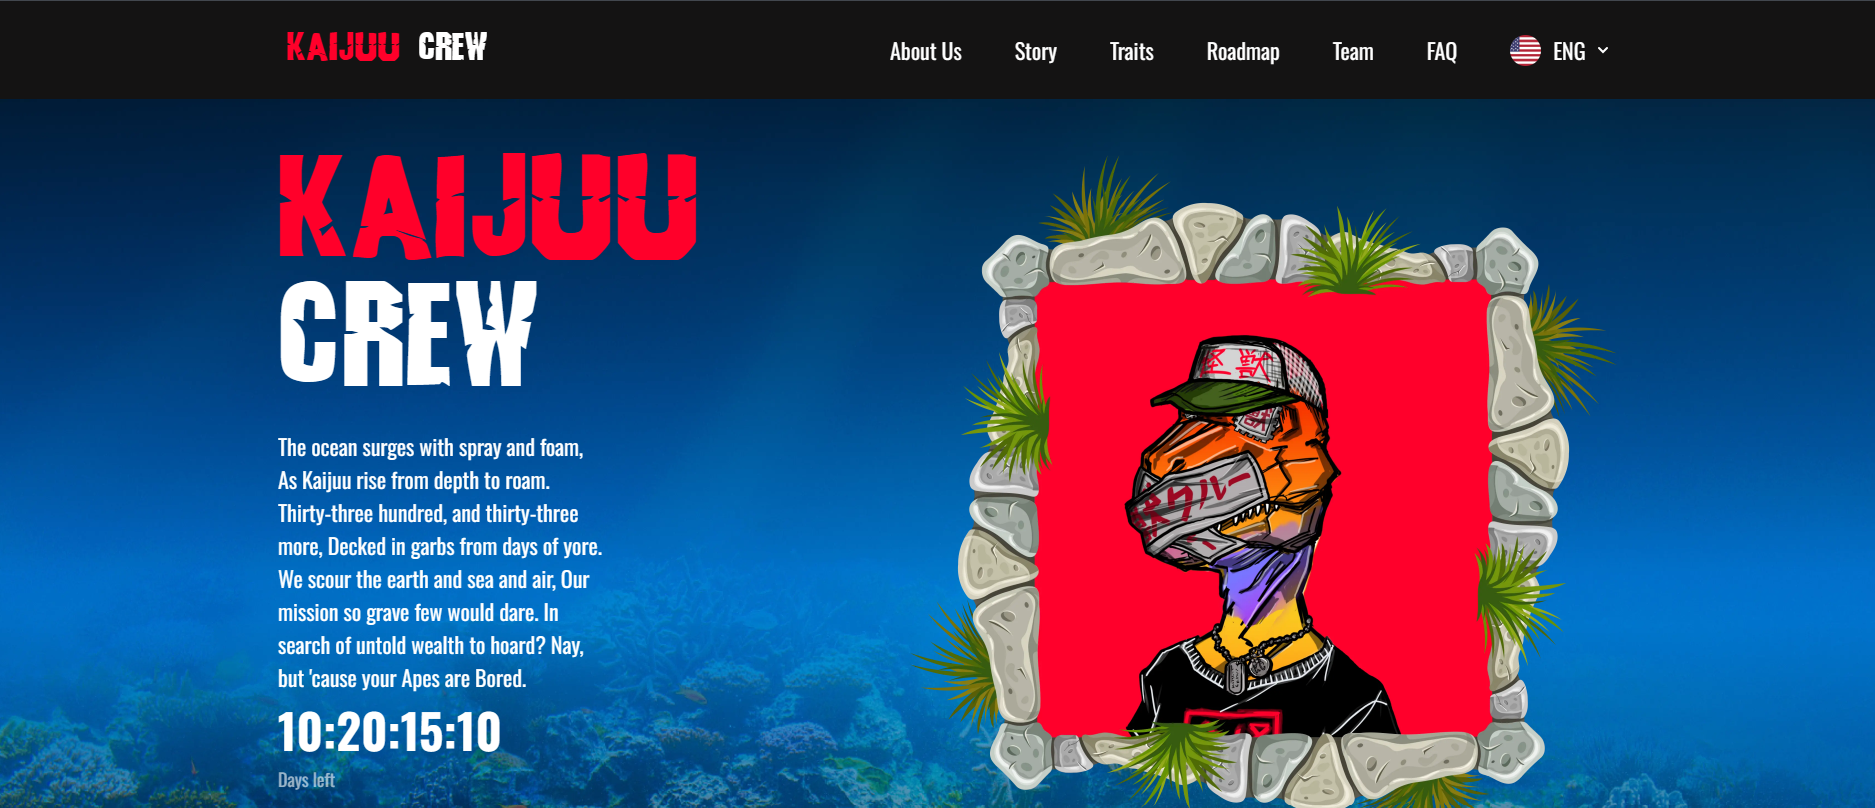 KAIJUU CREW
About Us
Story
Traits
Roadmap
Team
FAQ
ENG
KAIJUU
CREW
The ocean surges with spray and foam,
As Kaijuu rise from depth to roam.
Thirty-three hundred, and thirty-three
more, Decked in garbs from days of yore.
We scour the earth and sea and air, Our
mission so grave few would dare. In
search of untold wealth to hoard? Nay,
but 'cause your Apes are Bored.
10:20:15:10
Days left
怪獣
クルー